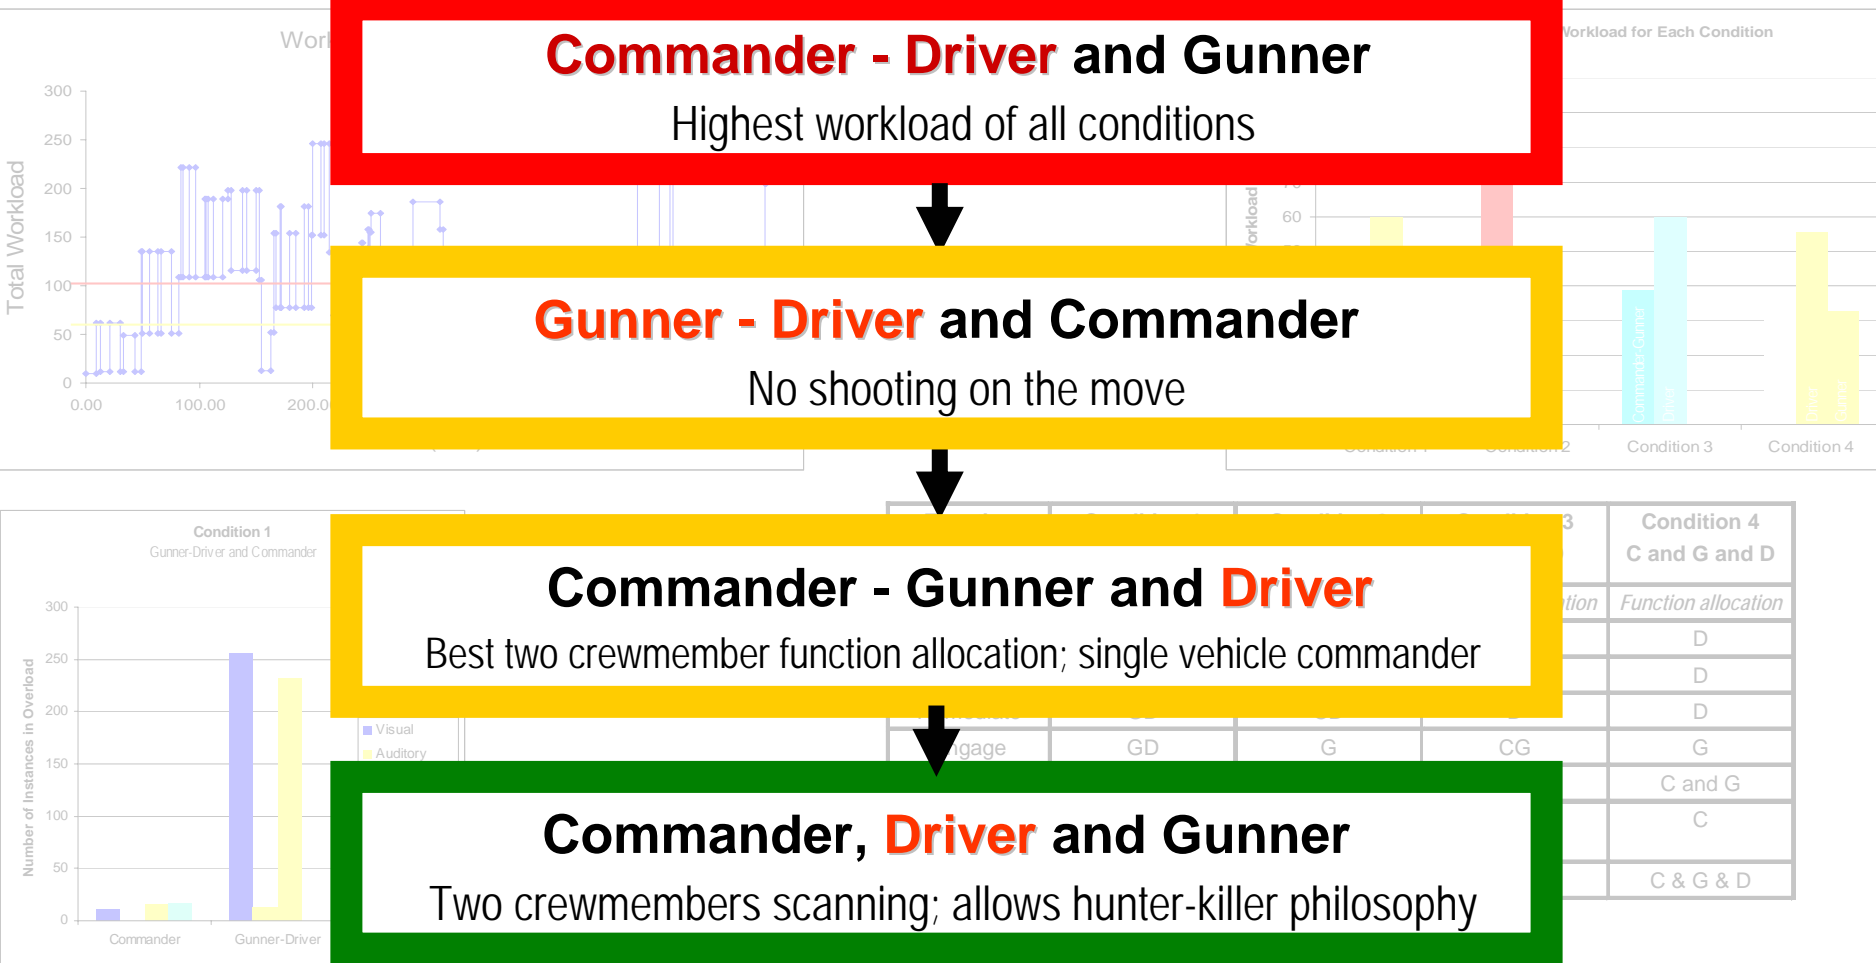 Commander - Driver and Gunner
Highest workload of all conditions
Gunner - Driver and Commander
No shooting on the move
Commander - Gunner and Driver
Best two crewmember function allocation; single vehicle commander
Commander, Driver and Gunner
Two crewmembers scanning; allows hunter-killer philosophy
Total Workload
300
250
200
150
100
50
0
0.00
100.00
Workload for Each Condition
60
Condition 3
Condition 4
Commander-Gunner
Driver
Condition 1
Gunner-Driver and Commander
Number of Instances in Overload
300
250
200
150
100
50
0
Commander
Gunner-Driver
Visual
Auditory
3
Condition 4
C and G and D
Function allocation
D
D
D
GD
G
CG
G
C and G
C
C & G & D